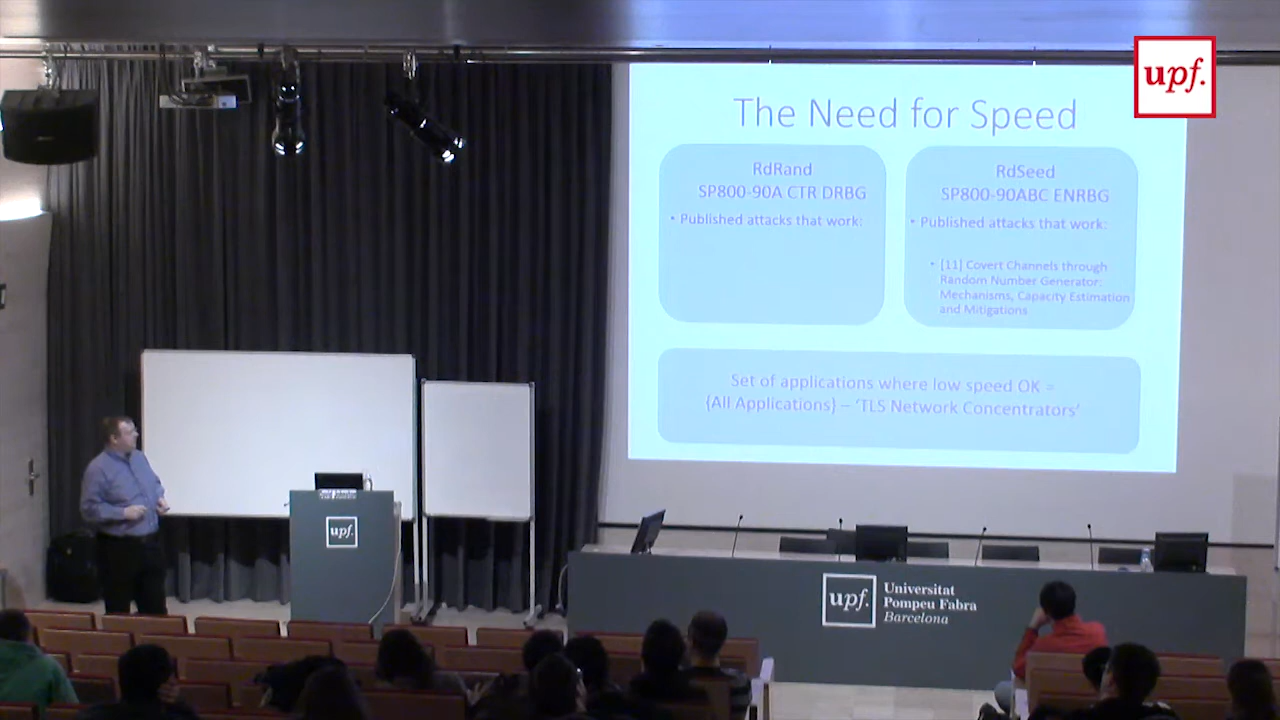 upf.
The Need for Speed
RdRand
SP800-90A CTR DRBG
• Published attacks that work:
RdSeed
SP800-90ABC ENRBG
• Published attacks that work:
• [11] Covert Channels through
Random Number Generator:
Mechanisms, Capacity Estimation
and Mitigations
Set of applications where low speed OK =
{All Applications} – ‘TLS Network Concentrators’
upf.
upf.
Universitat
Pompeu Fabra
Barcelona